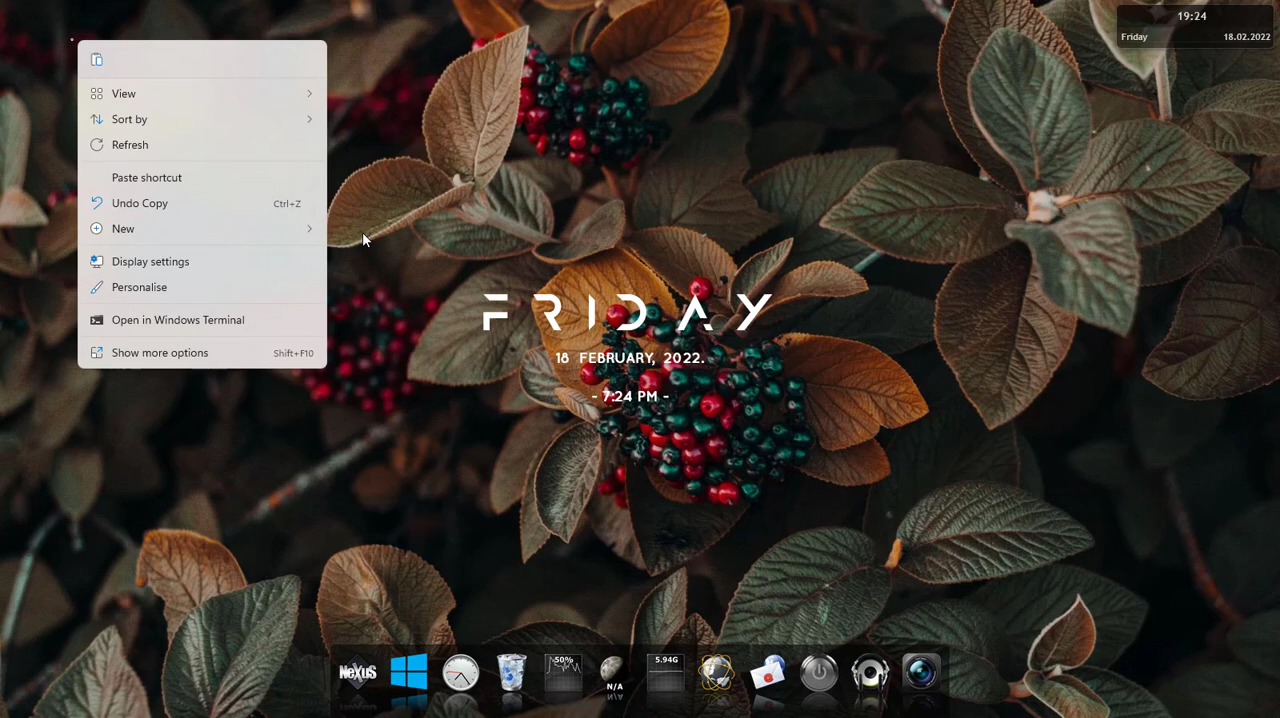 19:24
Friday 18.02.2022
View
Sort by
Refresh
Paste shortcut
Undo Copy Ctrl+Z
New
Display settings
Personalise
Open in Windows Terminal
Show more options Shift+F10
FRIDAY
18 FEBRUARY, 2022.
- 7:24 PM -
NeXuS
50%
N/A
5.94G